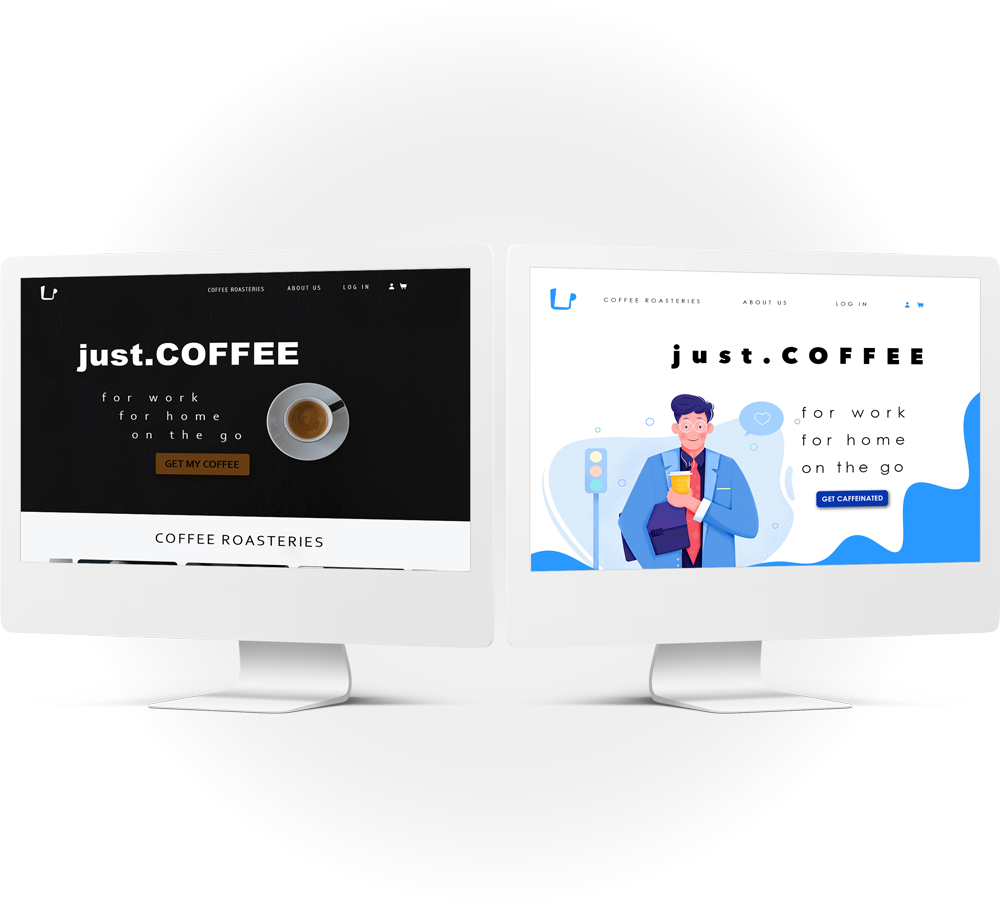 COFFEE ROASTERIES ABOUT US LOG IN
just.COFFEE
for work
for home
on the go
GET MY COFFEE
COFFEE ROASTERIES
COFFEE ROASTERIES ABOUT US LOG IN
just.COFFEE
for work
for home
on the go
GET CAFFEINATED